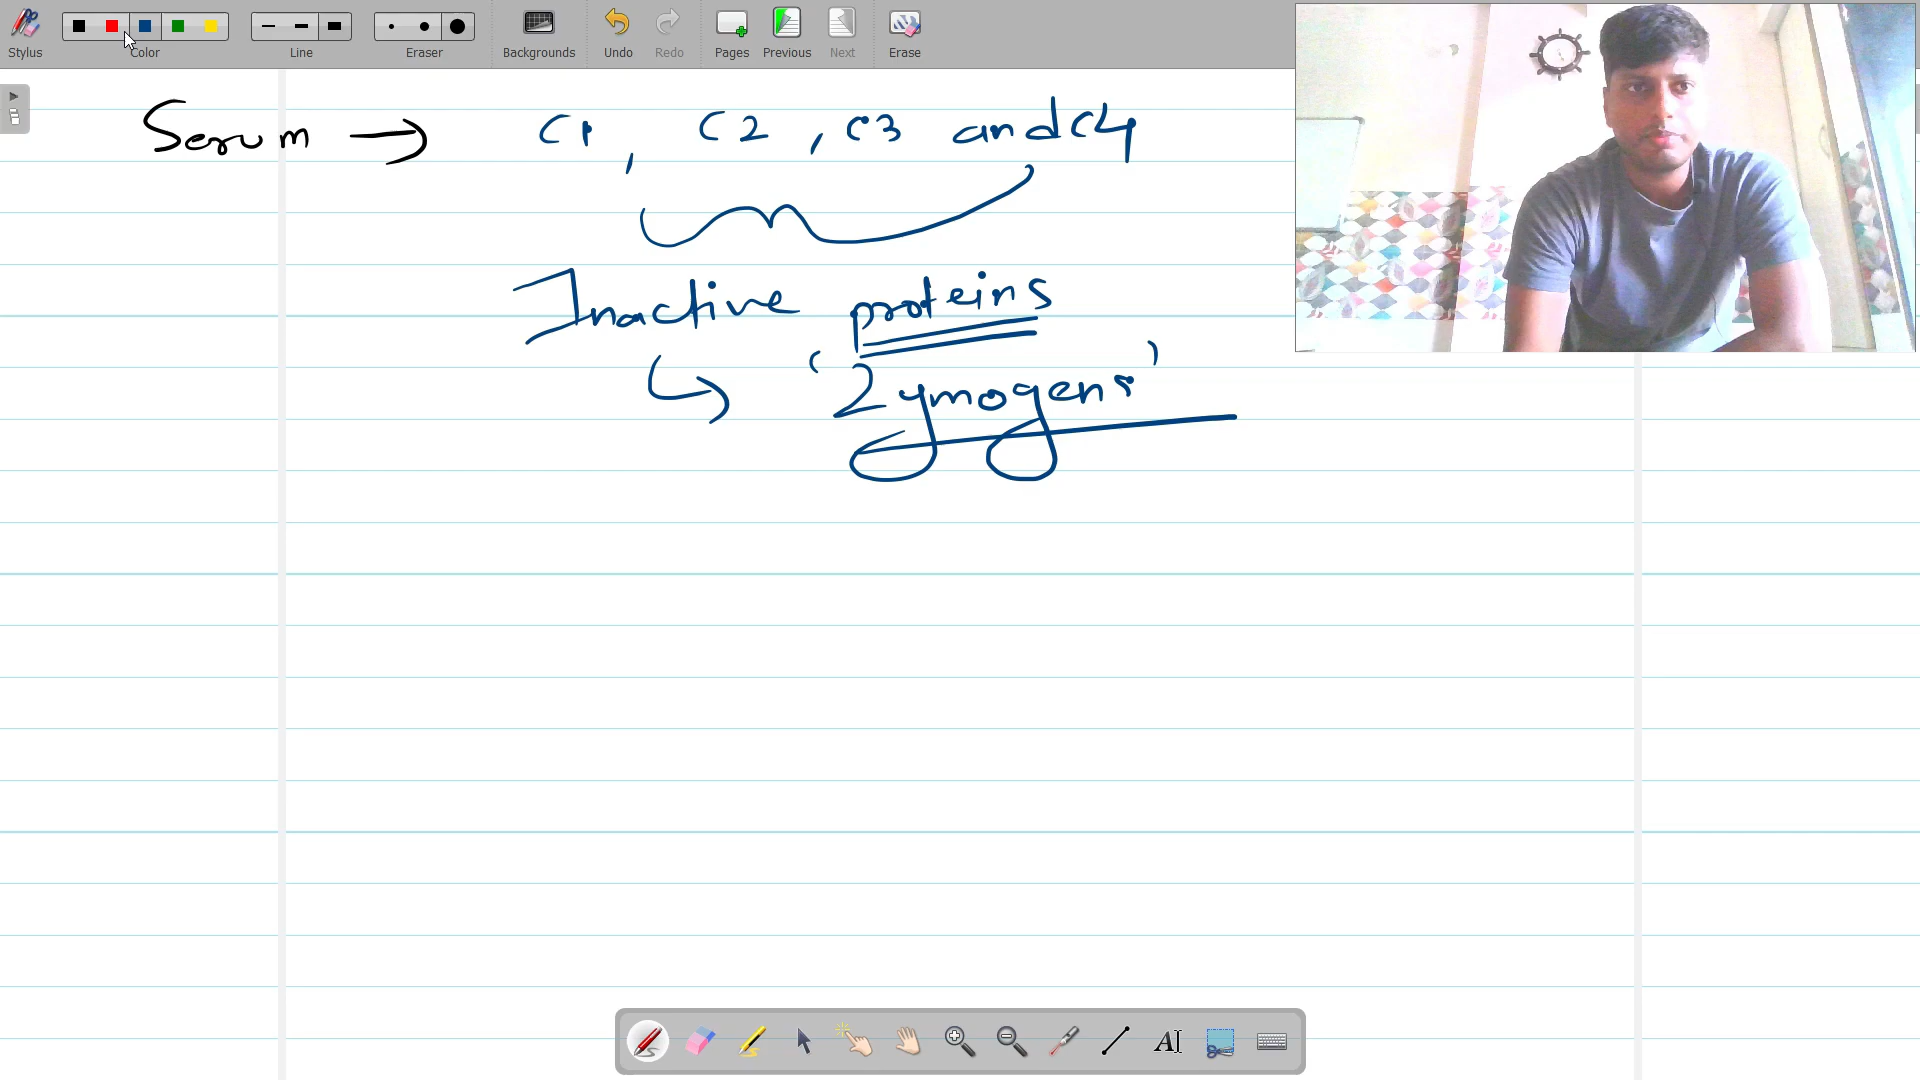 Stylus Color Line Eraser Backgrounds Undo Redo Pages Previous Next Erase
Serum → C1, C2, C3 and C4
Inactive proteins
↳ 'Zymogens'